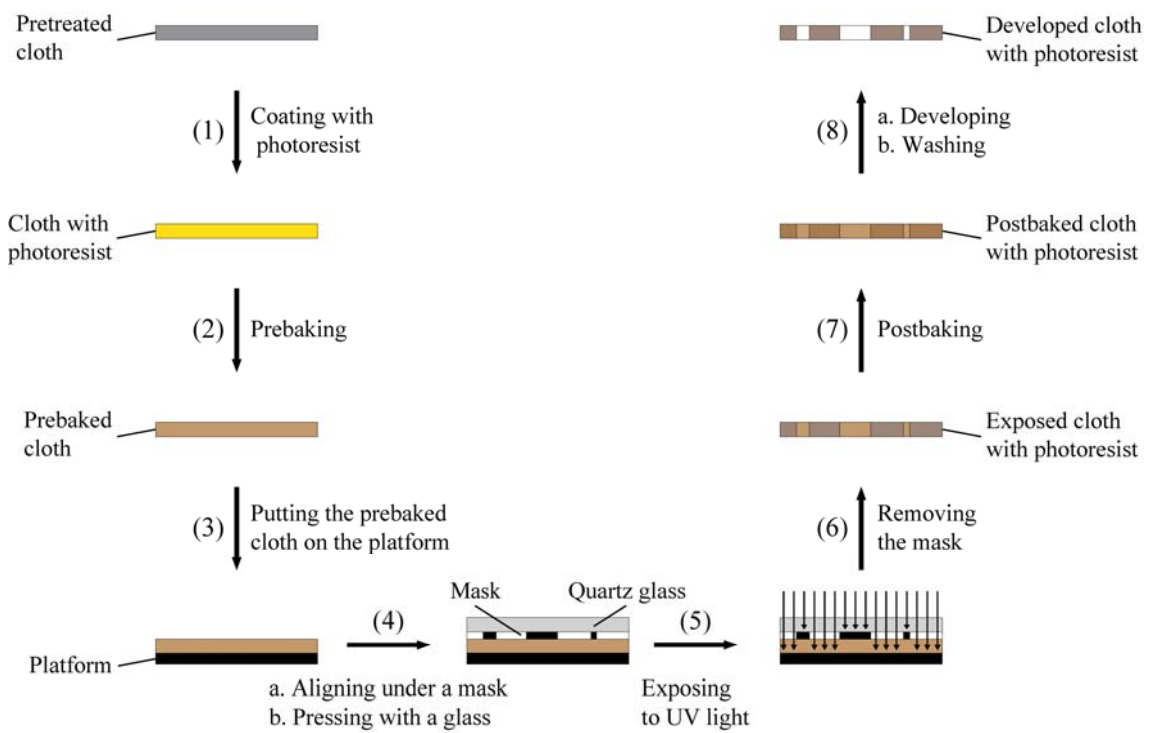 Pretreated
cloth
(1)
Coating with
photoresist
Cloth with
photoresist
(2)
Prebaking
Prebaked
cloth
(3)
Putting the prebaked
cloth on the platform
Platform
(4)
a. Aligning under a mask
b. Pressing with a glass
Mask
Quartz glass
(5)
Exposing
to UV light
(6)
Removing
the mask
Exposed cloth
with photoresist
(7)
Postbaking
Postbaked cloth
with photoresist
(8)
a. Developing
b. Washing
Developed cloth
with photoresist